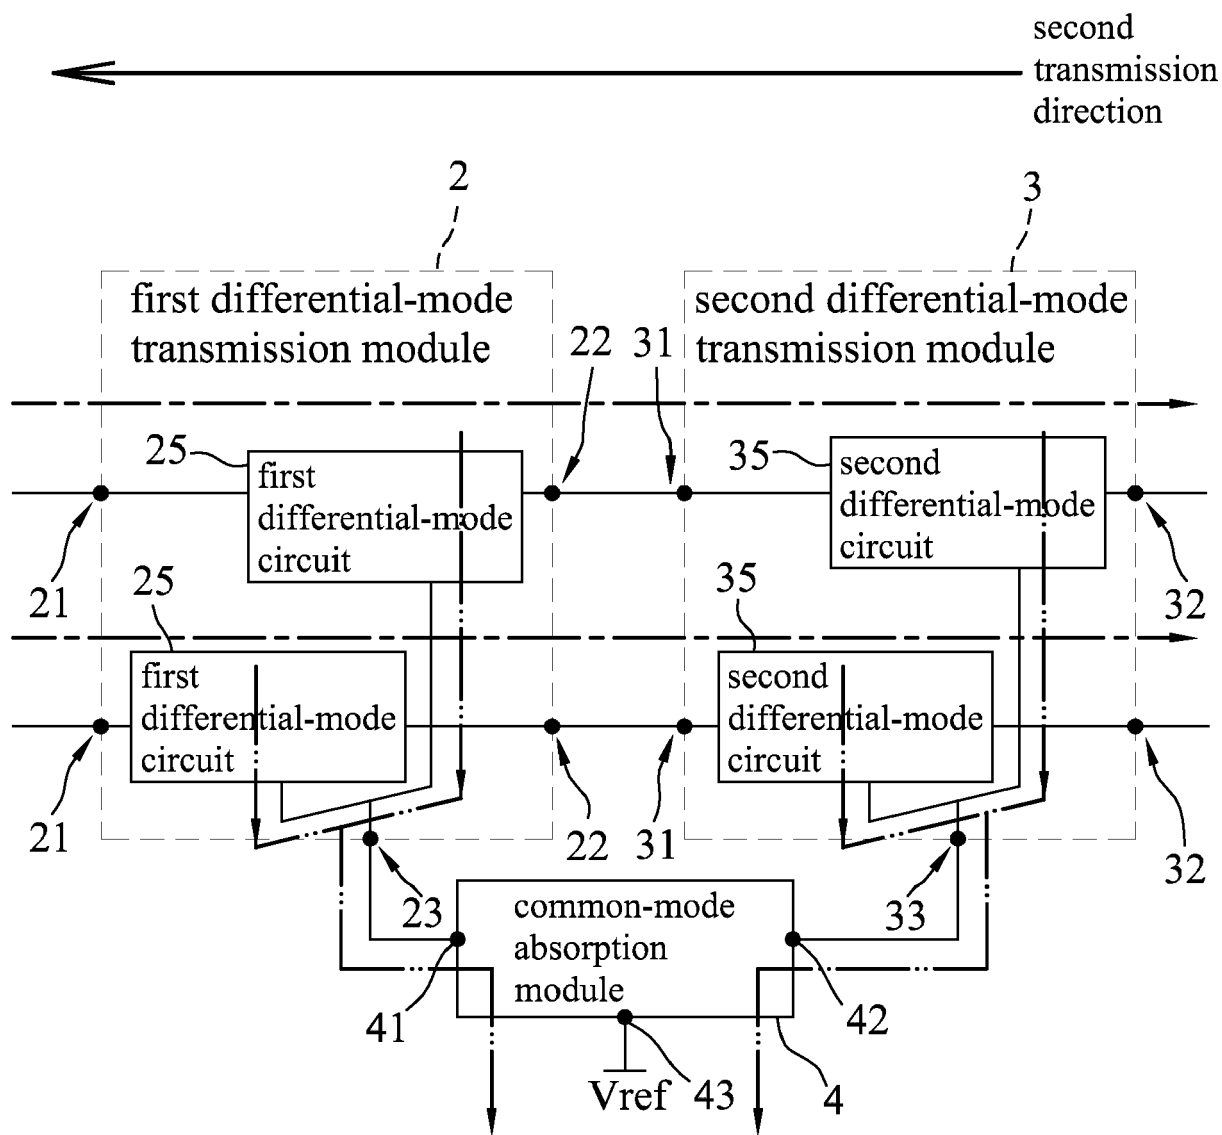 second
transmission
direction
2
3
first differential-mode
transmission module
second differential-mode
transmission module
22
31
25
first
differential-mode
circuit
35
second
differential-mode
circuit
21
25
35
32
first
differential-mode
circuit
second
differential-mode
circuit
21
22
31
32
23
33
common-mode
absorption
module
41
42
Vref
43
4